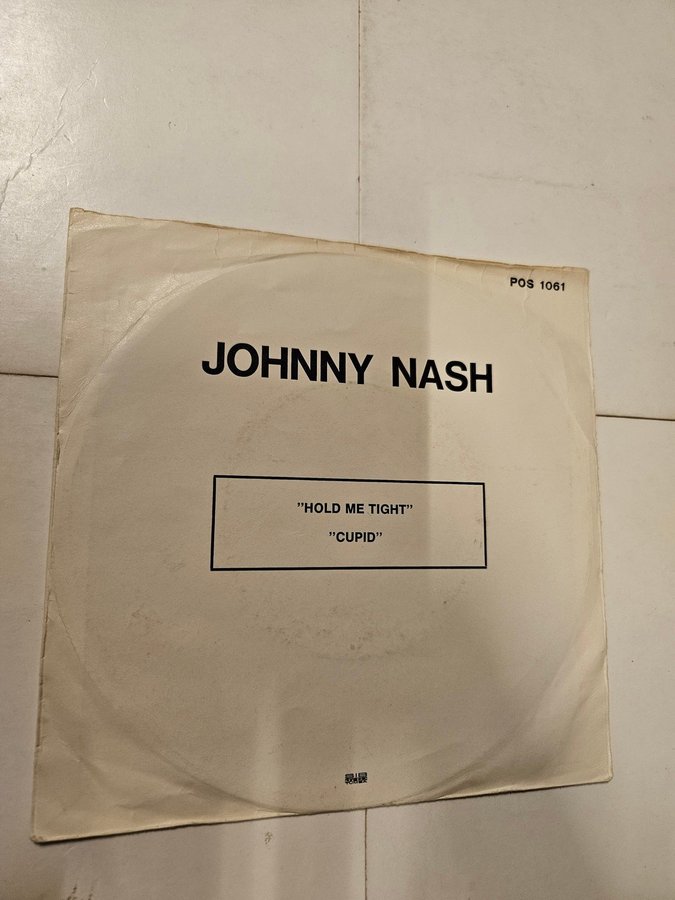 POS 1061
JOHNNY NASH
”HOLD ME TIGHT”
”CUPID”